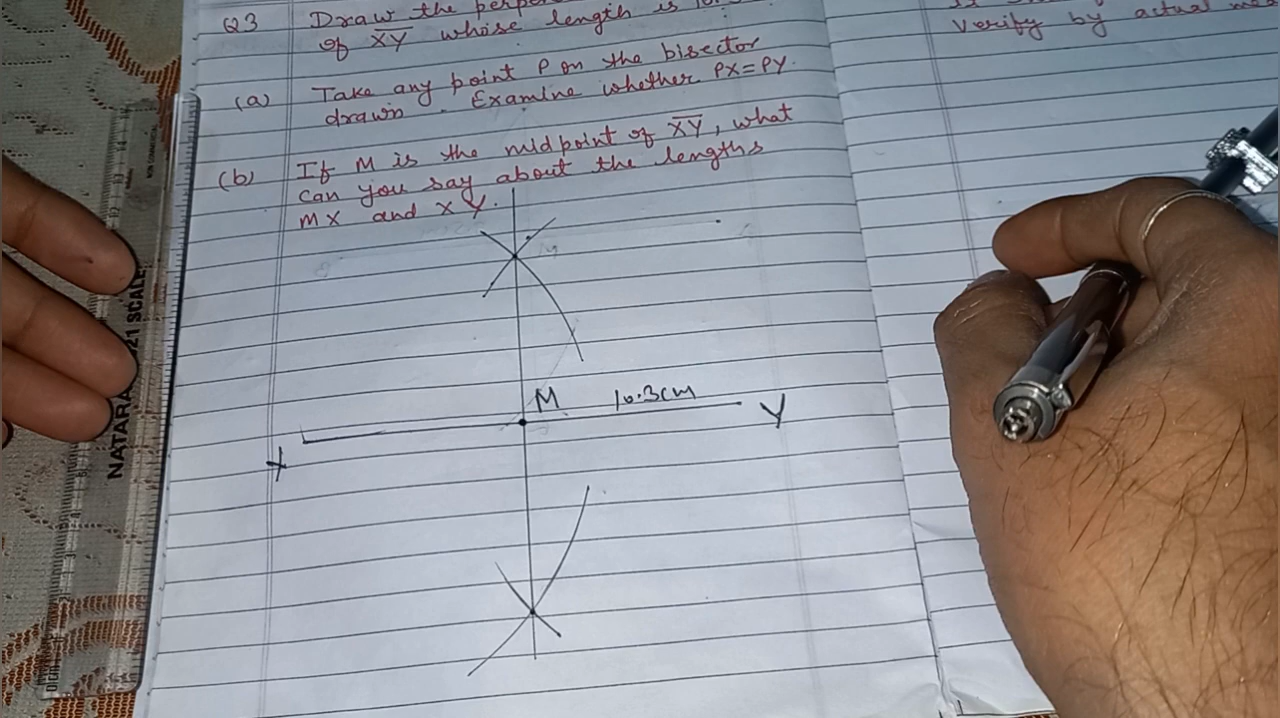 Q3 Draw the
of XY whose length is
(a) Take any point P on the bisector
drawn. Examine whether PX=PY.
(b) If M is the midpoint of XY, what
can you say about the lengths
MX and XY.
Verify by actual
M 10.3cm
X Y
NATARAJ 621 SCALE